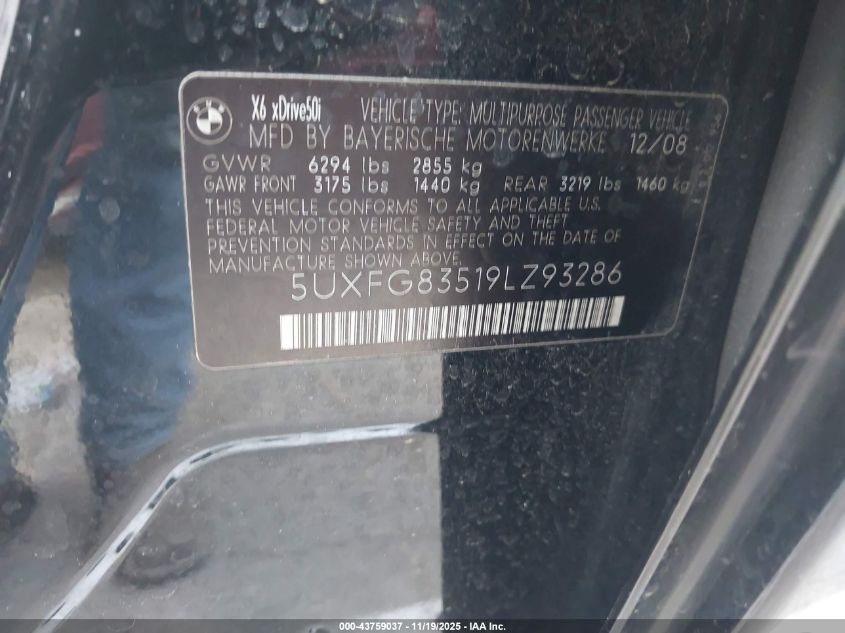 BMW
X6 xDrive50i VEHICLE TYPE: MULTIPURPOSE PASSENGER VEHICLE
MFD BY BAYERISCHE MOTORENWERKE 12/08
GVWR 6294 lbs 2855 kg
GAWR FRONT 3175 lbs 1440 kg REAR 3219 lbs 1460 kg
THIS VEHICLE CONFORMS TO ALL APPLICABLE U.S.
FEDERAL MOTOR VEHICLE SAFETY AND THEFT
PREVENTION STANDARDS IN EFFECT ON THE DATE OF
MANUFACTURE SHOWN ABOVE.
5UXFG83519LZ93286
000-43759037 - 11/19/2025 - IAA Inc.